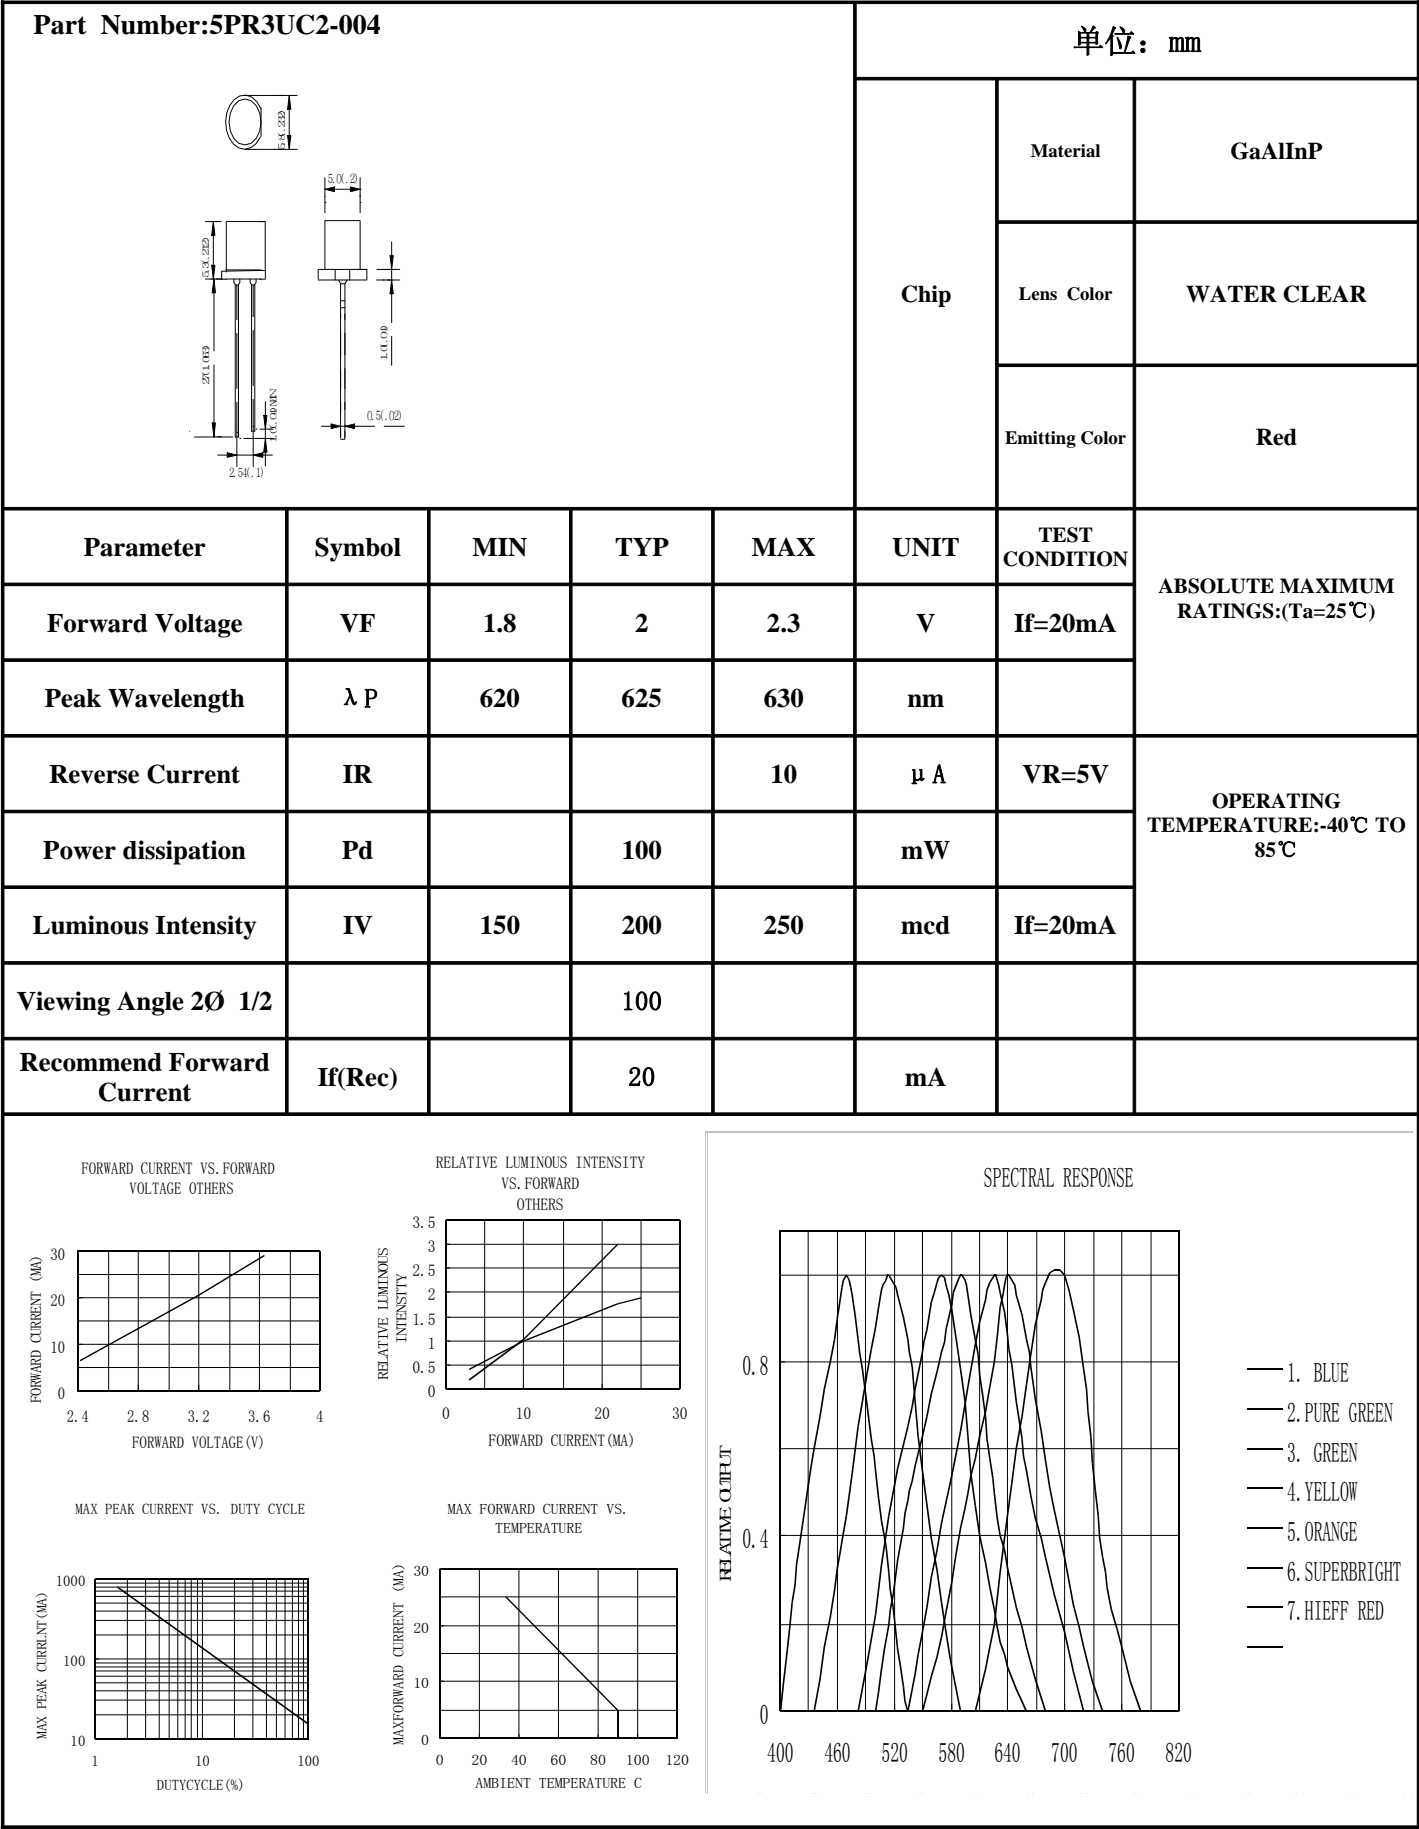 Part Number:5PR3UC2-004
单位：mm
5.8(.232)
5.0(.2)
5.3(.212)
27(1.063)
1.0(.04)MIN
2.54(.1)
1.0(.04)
0.5(.02)
Chip
Material
GaAlInP
Lens Color
WATER CLEAR
Emitting Color
Red
Parameter Symbol MIN TYP MAX UNIT TEST CONDITION
ABSOLUTE MAXIMUM
RATINGS:(Ta=25℃)
Forward Voltage VF 1.8 2 2.3 V If=20mA
Peak Wavelength λP 620 625 630 nm
Reverse Current IR 10 μA VR=5V
OPERATING
TEMPERATURE:-40℃ TO
85℃
Power dissipation Pd 100 mW
Luminous Intensity IV 150 200 250 mcd If=20mA
Viewing Angle 2Ø 1/2 100
Recommend Forward
Current
If(Rec) 20 mA
FORWARD CURRENT VS.FORWARD
VOLTAGE OTHERS
FORWARD CURRENT (MA)
30
20
10
0
2.4 2.8 3.2 3.6 4
FORWARD VOLTAGE(V)
RELATIVE LUMINOUS INTENSITY
VS.FORWARD
OTHERS
RELATIVE LUMINOUS
INTENSTY
3.5
3
2.5
2
1.5
1
0.5
0
0 10 20 30
FORWARD CURRENT(MA)
MAX PEAK CURRENT VS. DUTY CYCLE
MAX PEAK CURRLNT(MA)
1000
100
10
1 10 100
DUTYCYCLE(%)
MAX FORWARD CURRENT VS.
TEMPERATURE
MAXFORWARD CURRENT (MA)
30
20
10
0
0 20 40 60 80 100 120
AMBIENT TEMPERATURE C
SPECTRAL RESPONSE
RELATIVE OUTPUT
0.8
0.4
0
400 460 520 580 640 700 760 820
1. BLUE
2.PURE GREEN
3. GREEN
4.YELLOW
5.ORANGE
6.SUPERBRIGHT
7.HIEFF RED